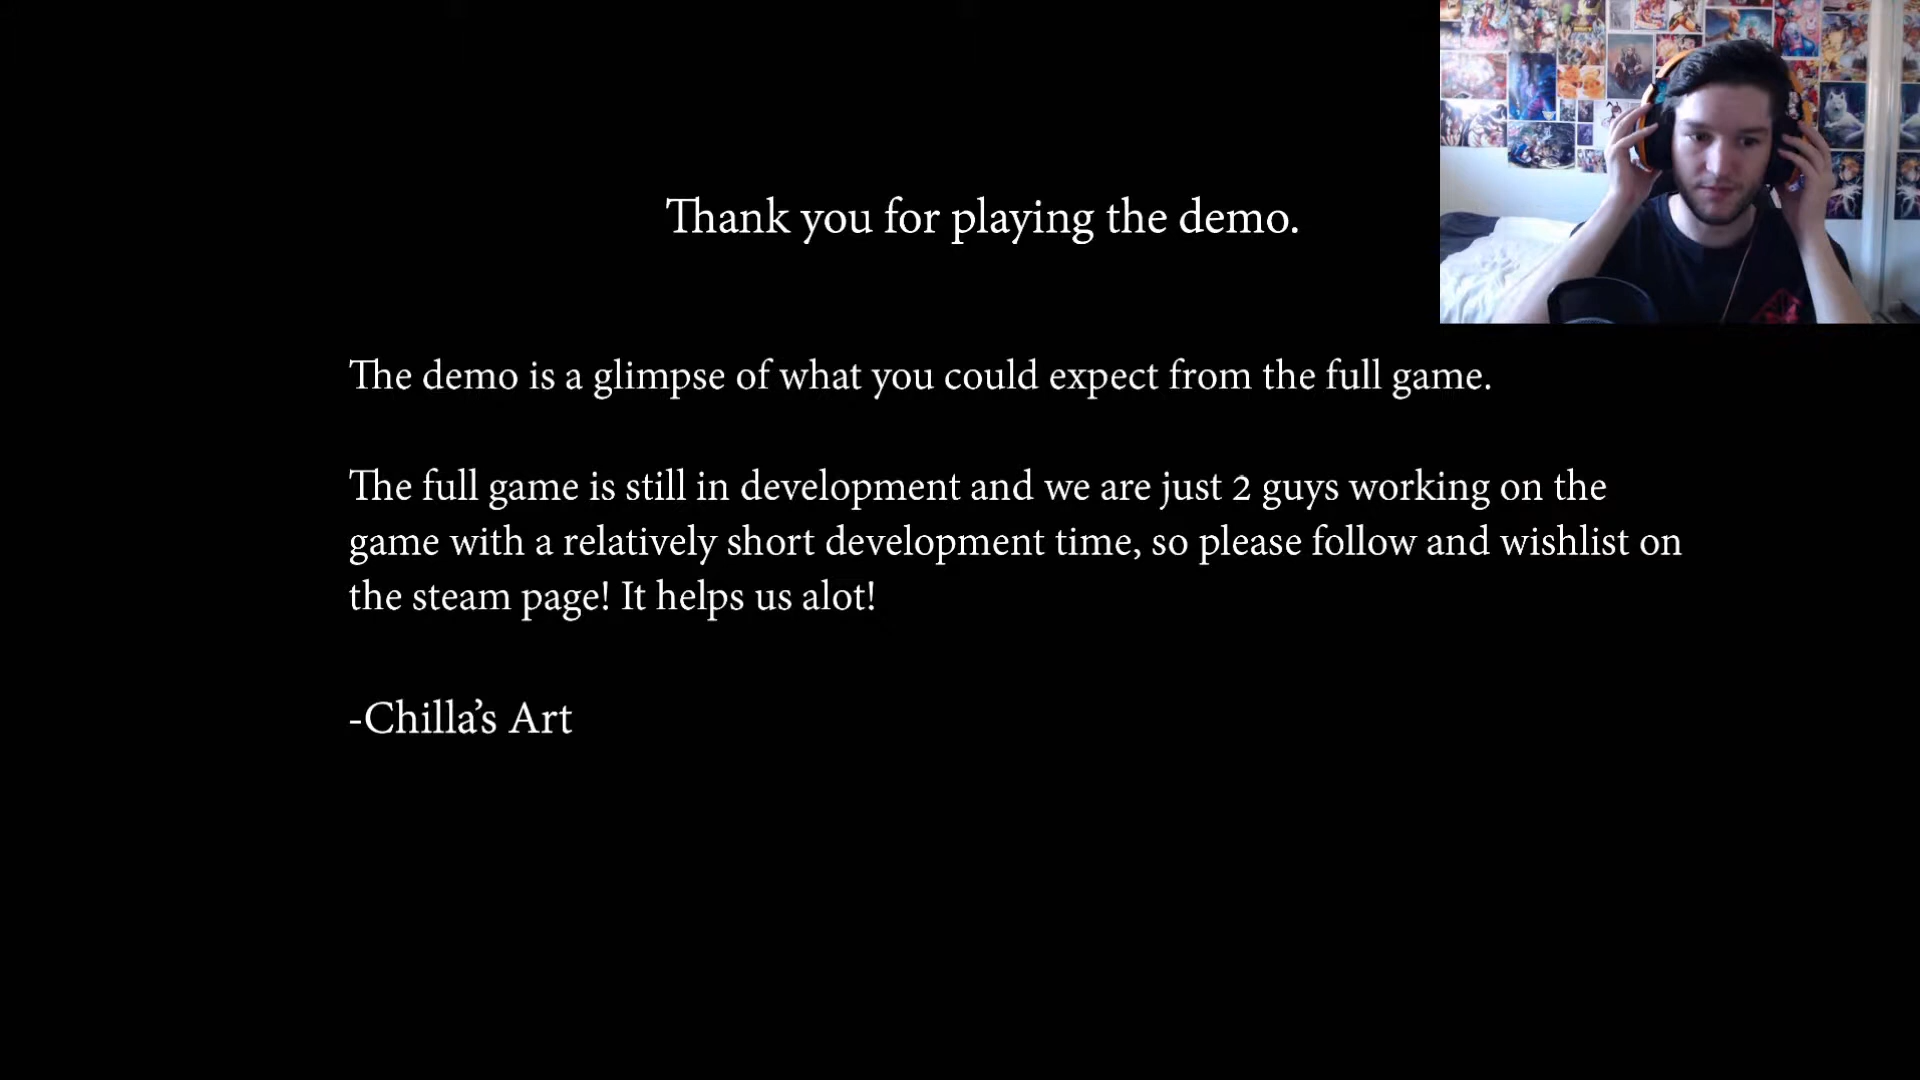 Thank you for playing the demo.
The demo is a glimpse of what you could expect from the full game.
The full game is still in development and we are just 2 guys working on the
game with a relatively short development time, so please follow and wishlist on
the steam page! It helps us alot!
-Chilla’s Art